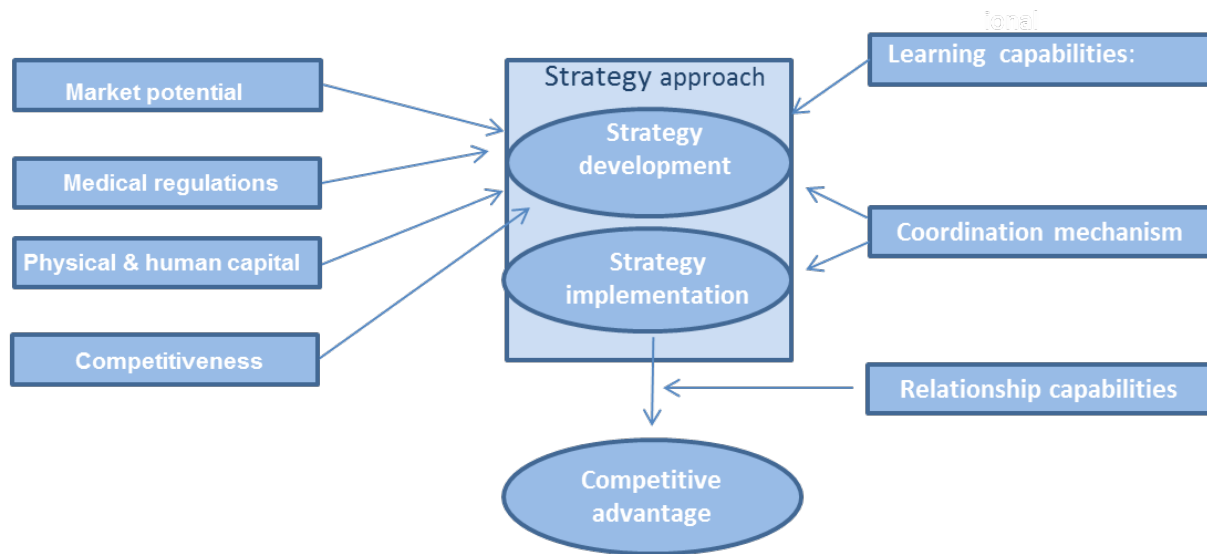 ional
Learning capabilities:
Market potential
Strategy approach
Strategy
development
Medical regulations
Coordination mechanism
Physical & human capital
Strategy
implementation
Competitiveness
Relationship capabilities
Competitive
advantage